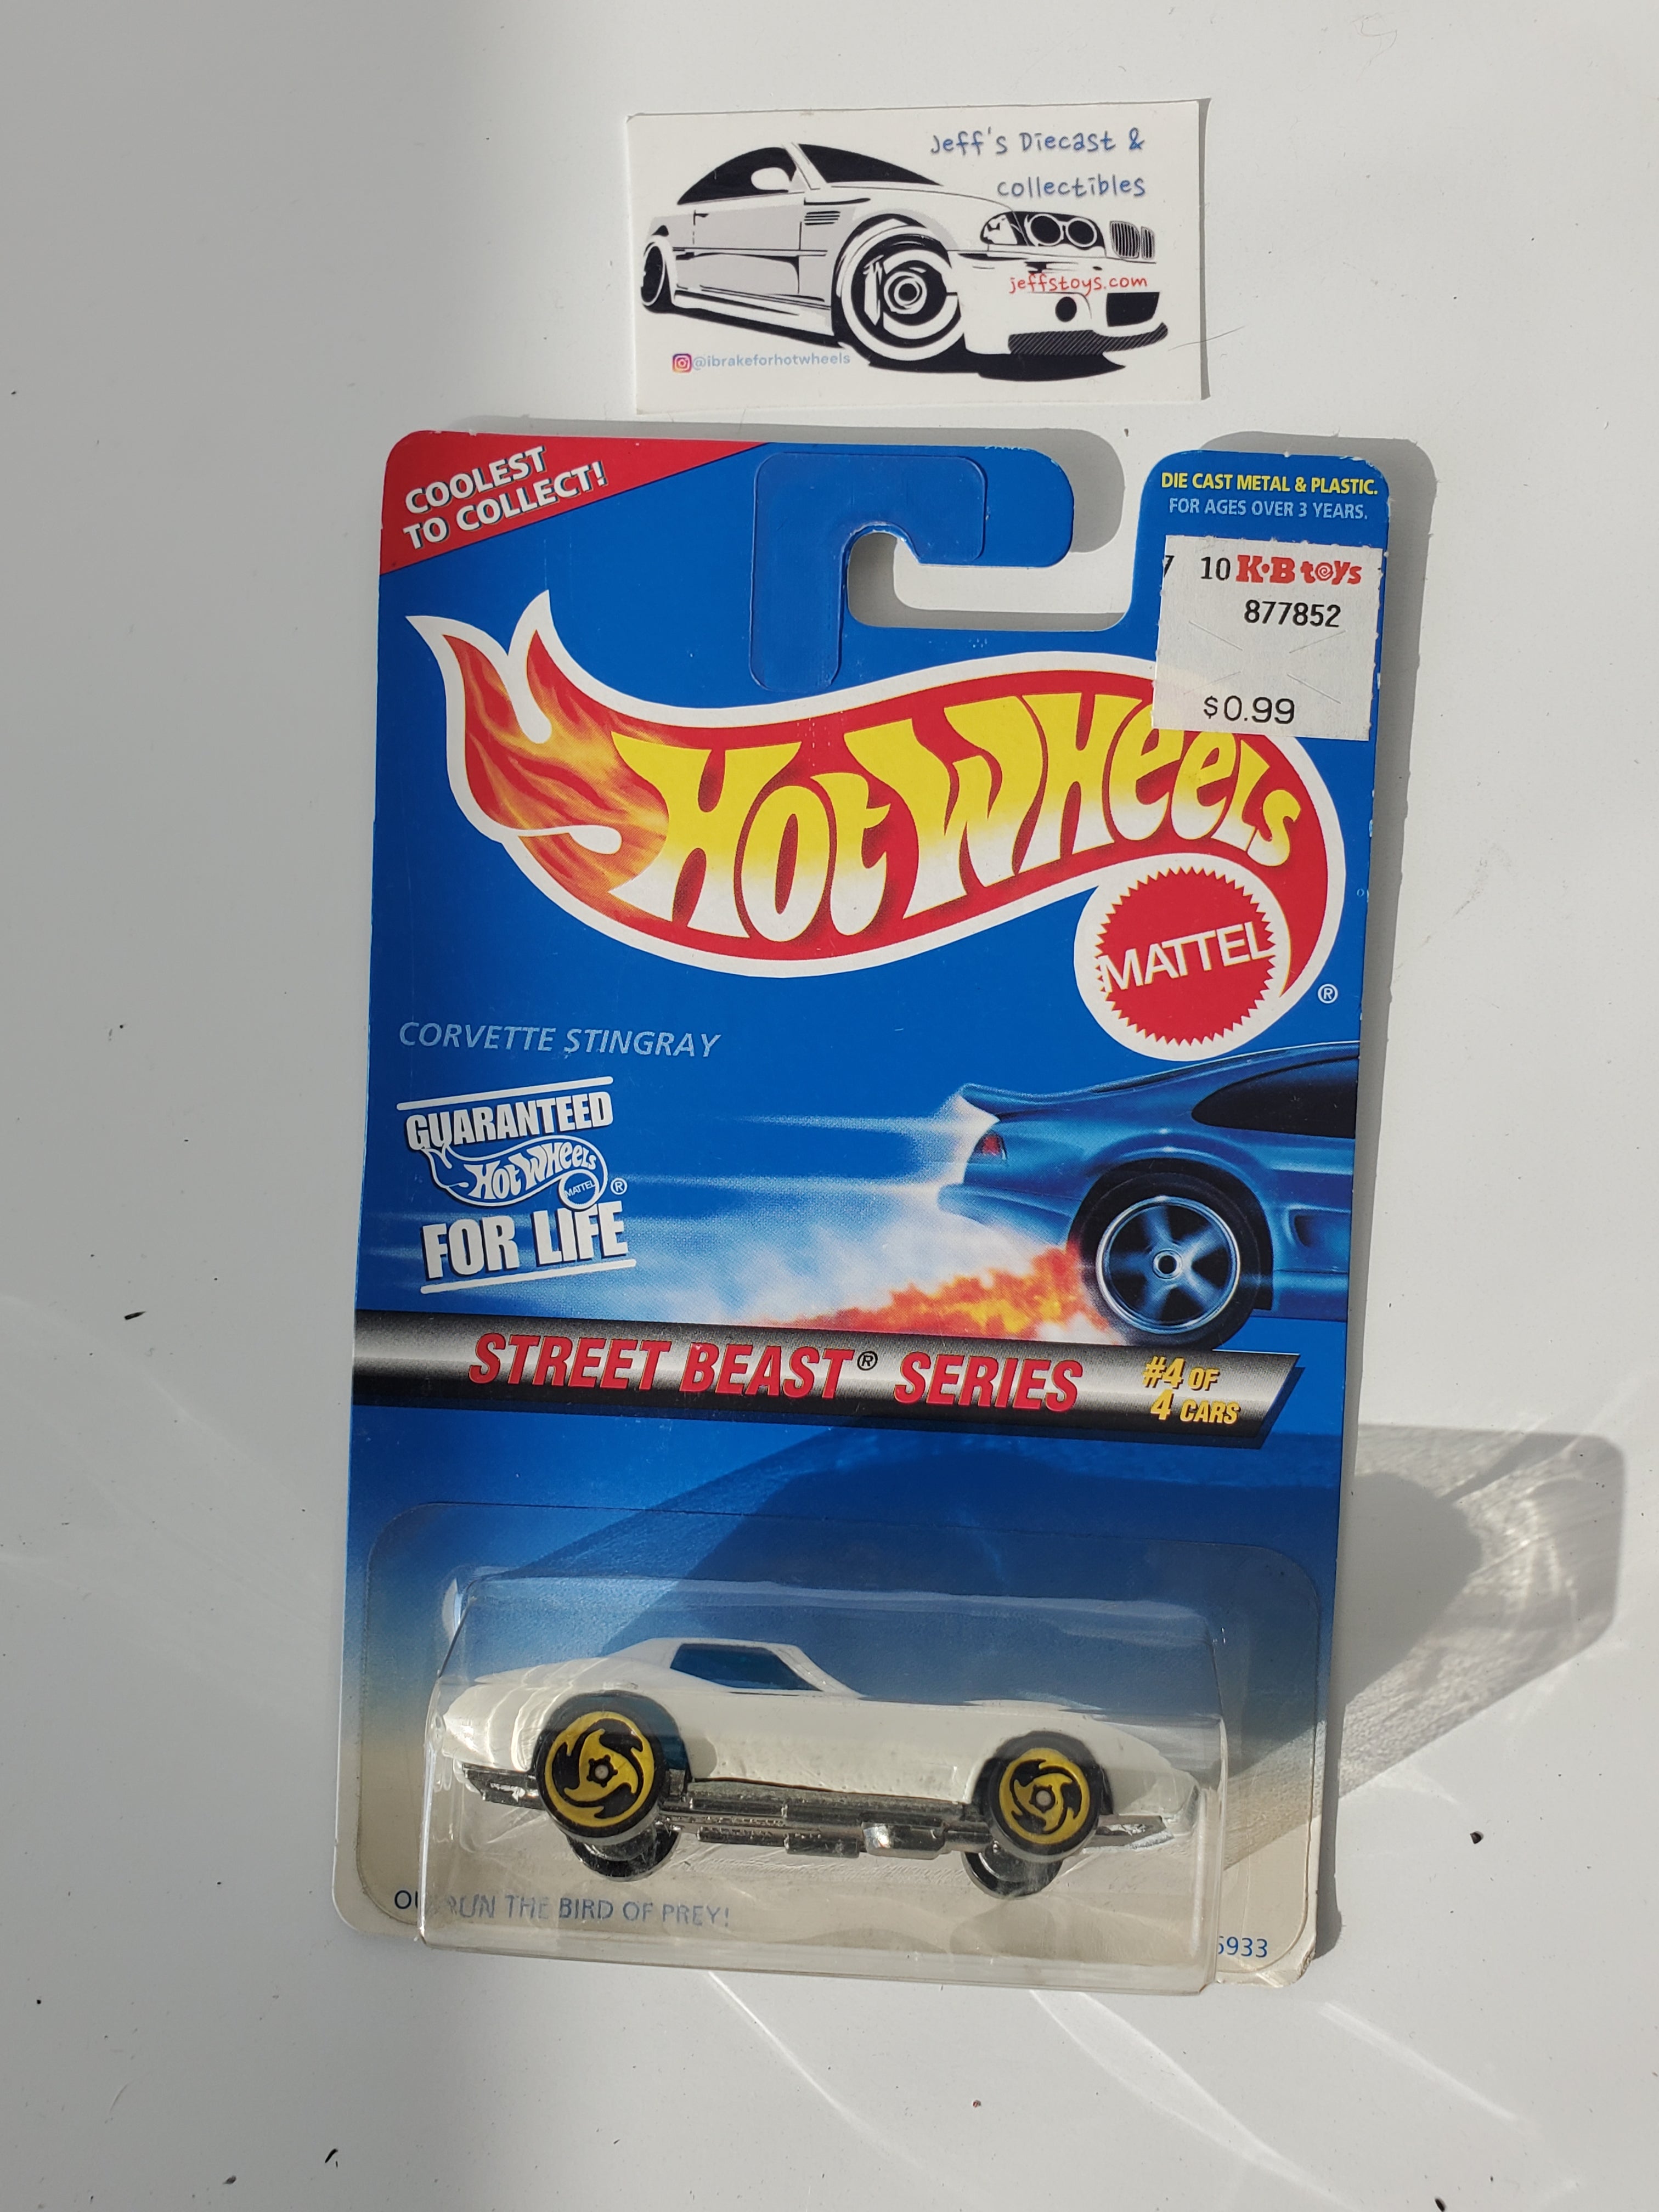 Jeff's Diecast &
collectibles
jeffstoys.com
@ibrakeforhotwheels
COOLEST
TO COLLECT!
DIE CAST METAL & PLASTIC.
FOR AGES OVER 3 YEARS.
7 10 K·B toys
877852
$0.99
Hot Wheels
MATTEL
®
CORVETTE STINGRAY
GUARANTEED
Hot Wheels
MATTEL ®
FOR LIFE
STREET BEAST® SERIES
#4 OF
4 CARS
THE BIRD OF PREY!
5933